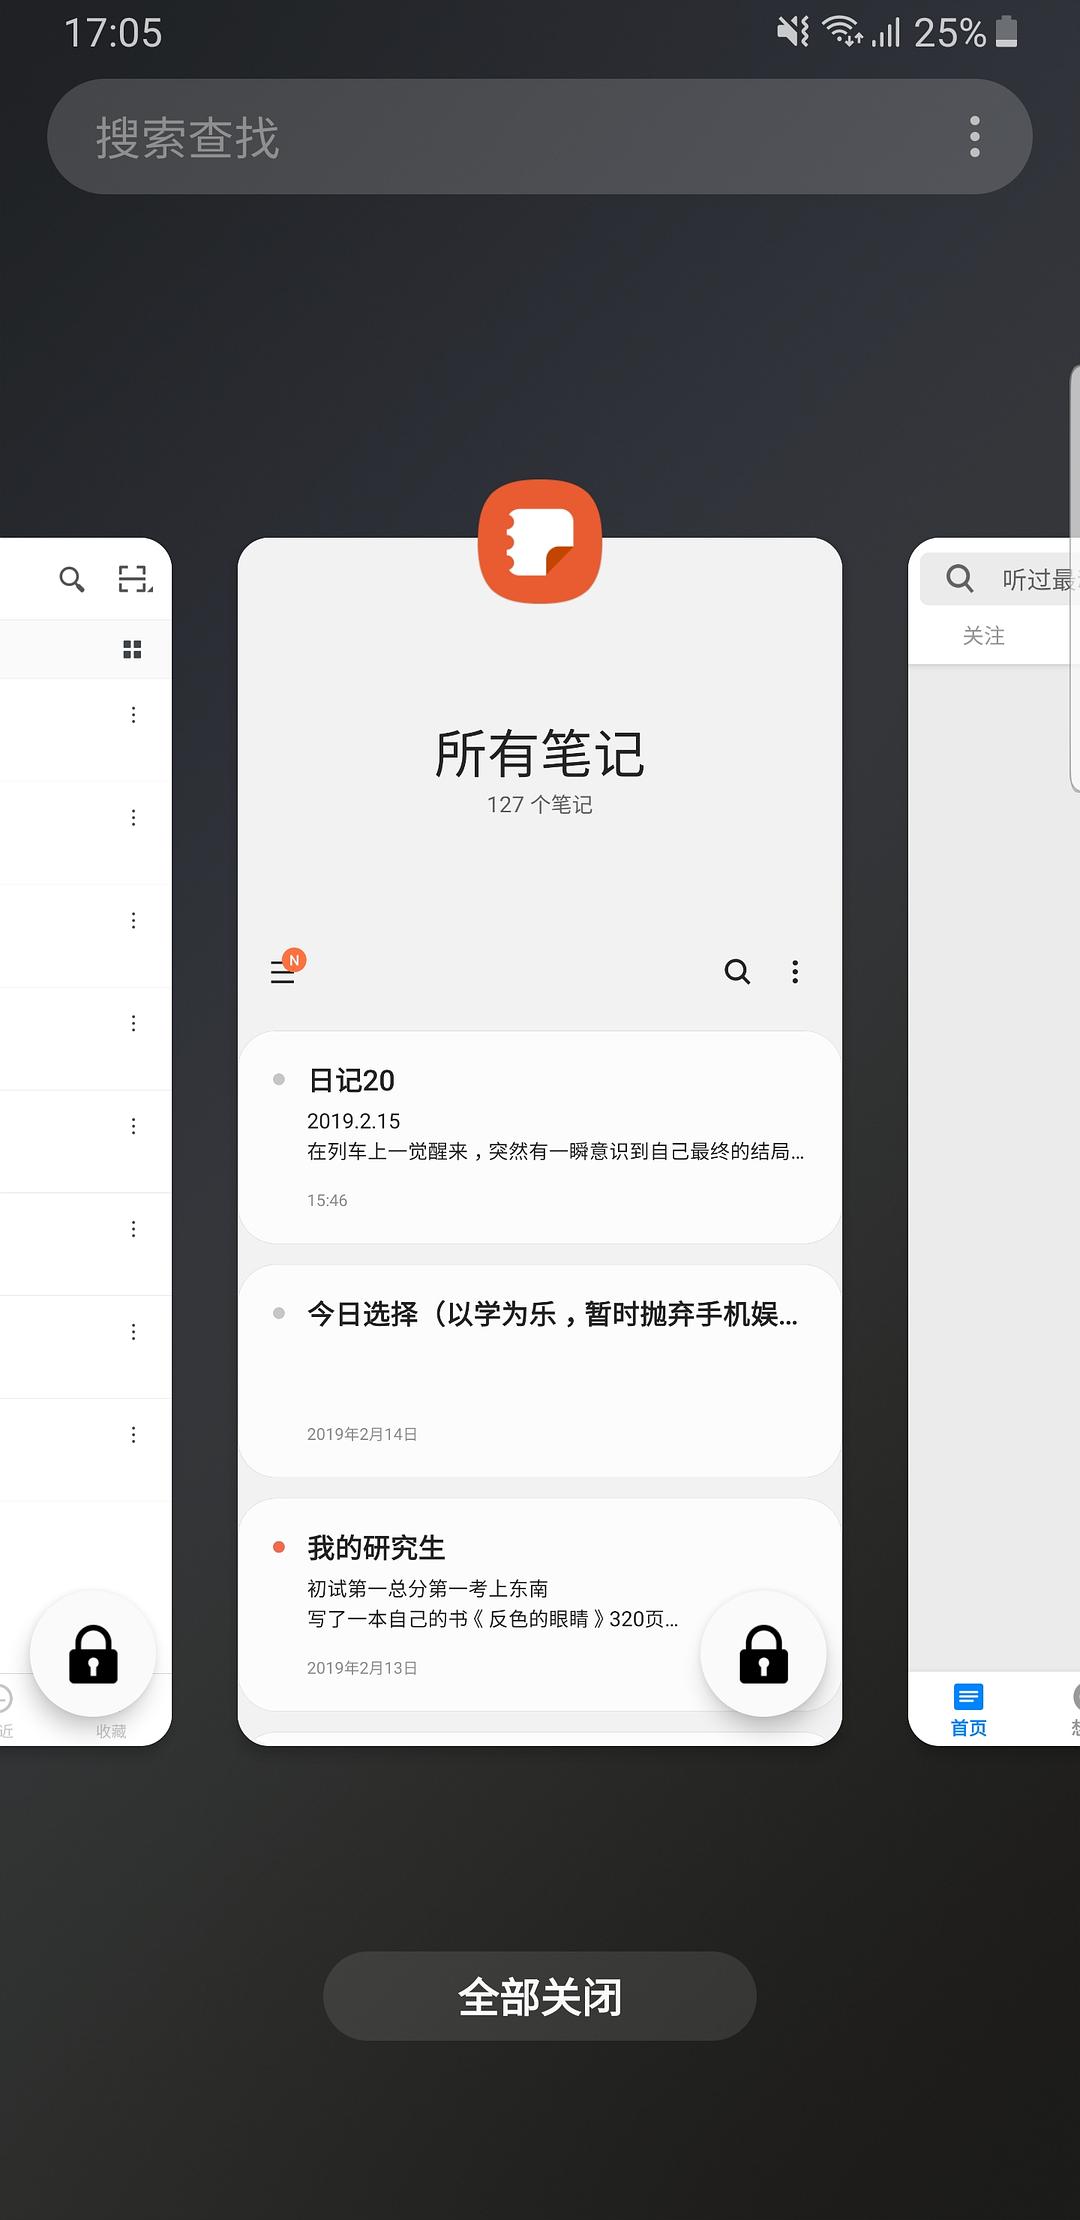 17:05
25%
搜索查找
听过最
关注
所有笔记
127 个笔记
N
日记20
2019.2.15
在列车上一觉醒来，突然有一瞬意识到自己最终的结局...
15:46
今日选择（以学为乐，暂时抛弃手机娱...
2019年2月14日
我的研究生
初试第一总分第一考上东南
写了一本自己的书《反色的眼睛》320页...
2019年2月13日
近
收藏
首页
全部关闭